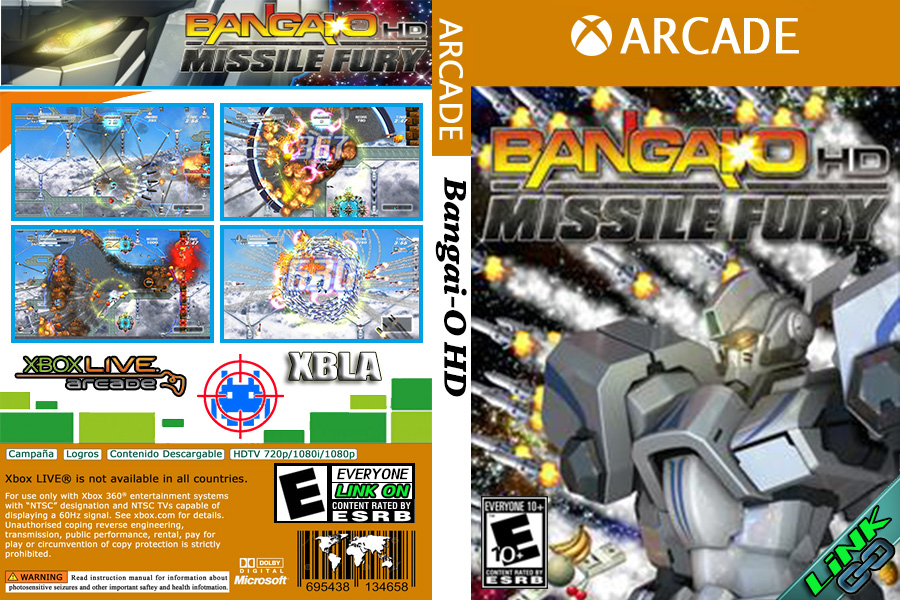 BANGAI-O HD
MISSILE FURY
367
630
XBOX LIVE
arcade
XBLA
Campaña
Logros
Contenido Descargable
HDTV 720p/1080i/1080p
Xbox LIVE® is not available in all countries.
For use only with Xbox 360® entertainment systems
with “NTSC” designation and NTSC TVs capable of
displaying a 60Hz signal. See xbox.com for details.
Unauthorised coping reverse engineering,
transmission, public performance, rental, pay for
play or circumvention of copy protection is strictly
prohibited.
WARNING Read instruction manual for information about
photosensitive seizures and other important saftey and health infotmation.
E
EVERYONE
LINK ON
CONTENT RATED BY
ESRB
DOLBY
DIGITAL
Microsoft
695438 134658
ARCADE
Bangai-O HD
ARCADE
BANGAI-O HD
MISSILE FURY
EVERYONE 10+
E
10+
CONTENT RATED BY
ESRB
LiNK